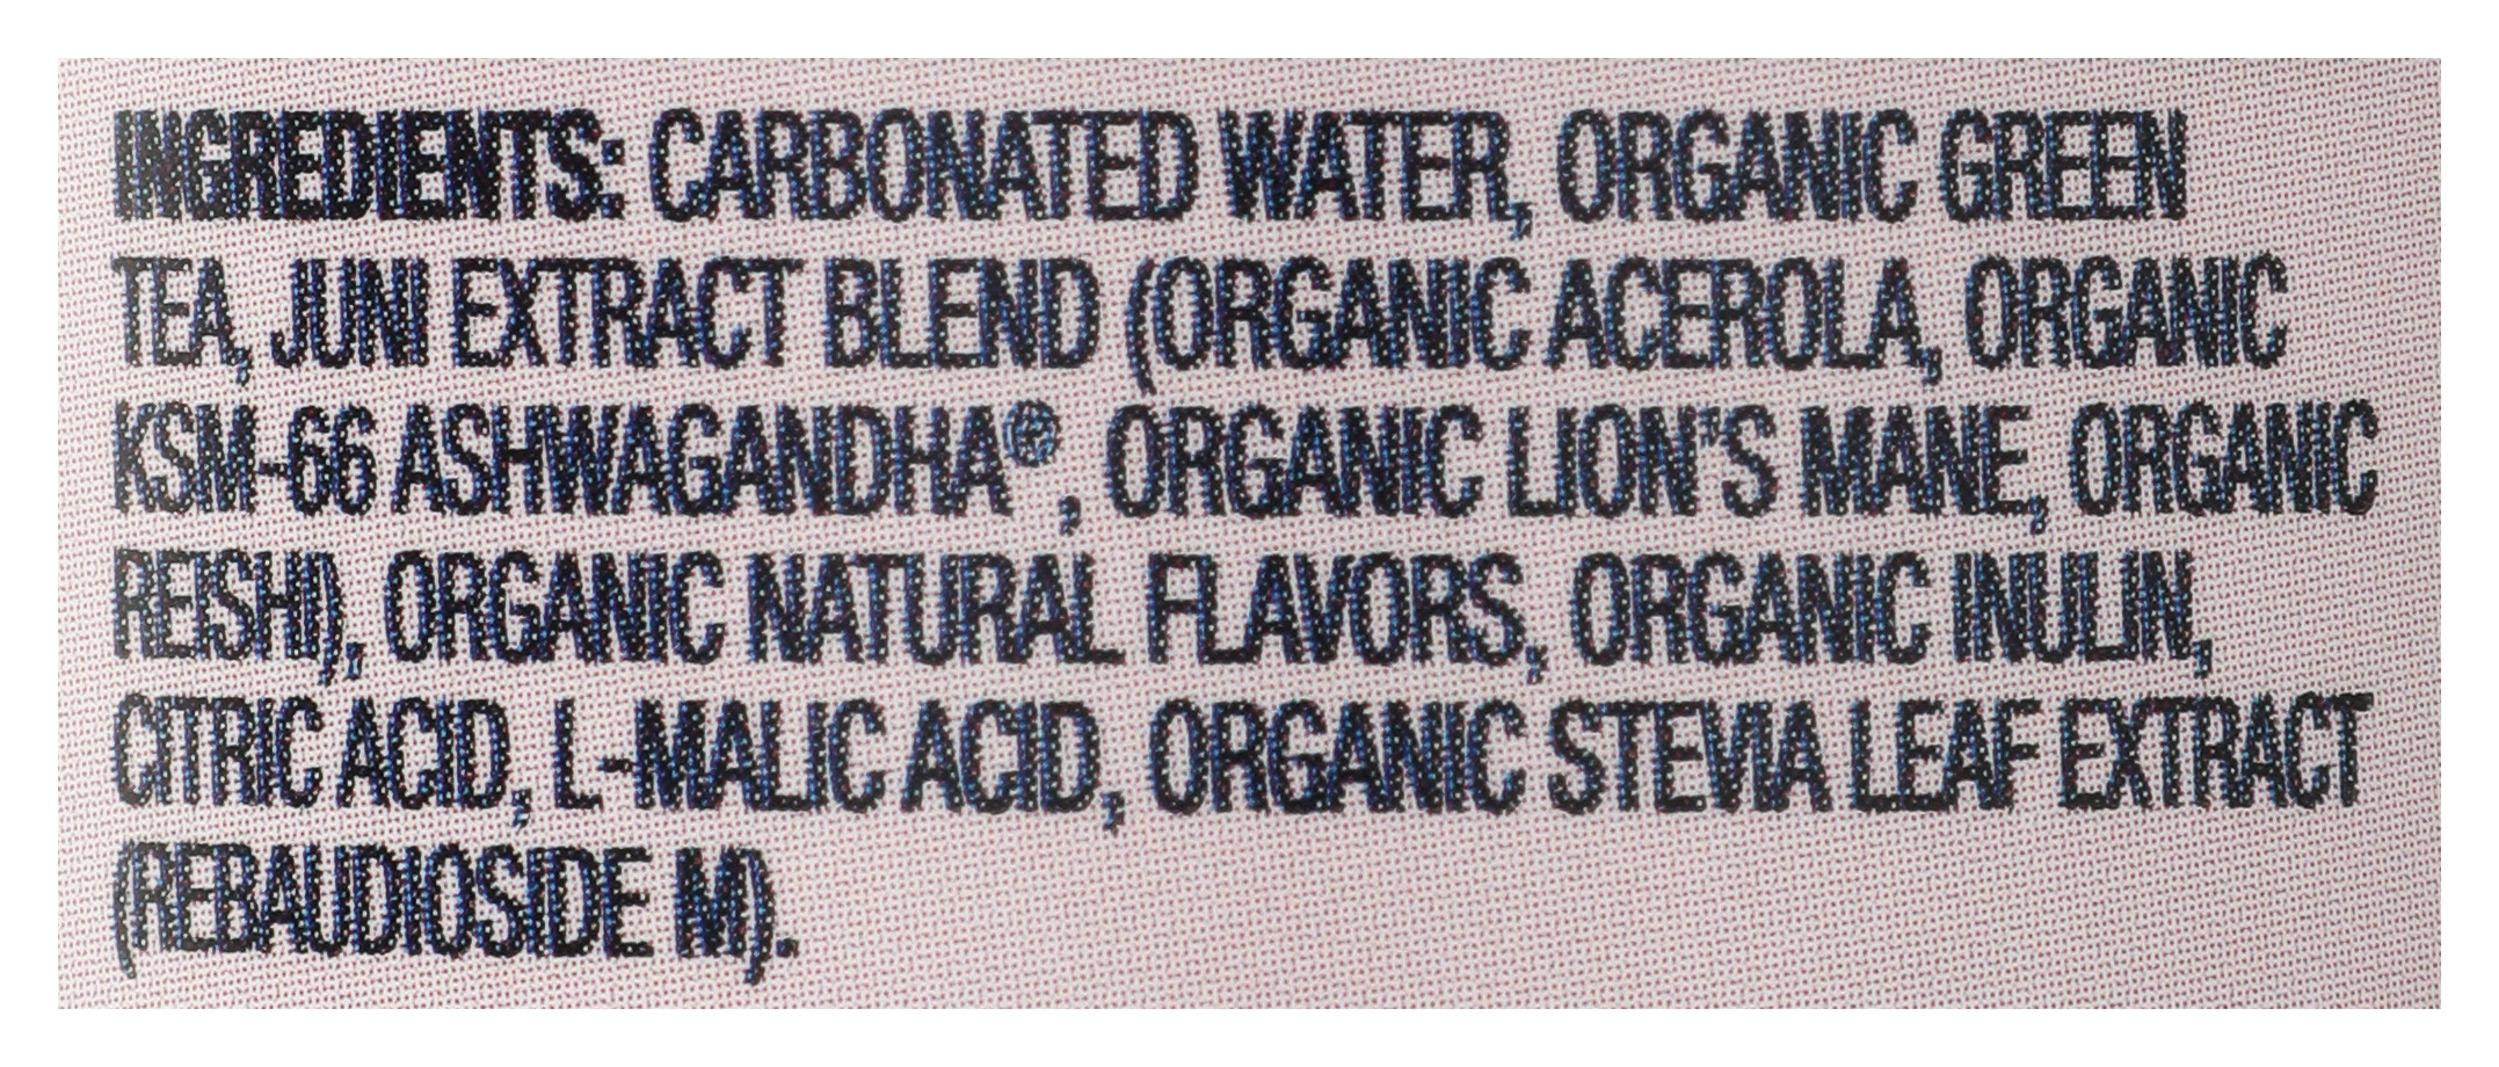 INGREDIENTS: CARBONATED WATER, ORGANIC GREEN
TEA, JUNI EXTRACT BLEND (ORGANIC ACEROLA, ORGANIC
KSM-66 ASHWAGANDHA®, ORGANIC LION'S MANE, ORGANIC
REISHI), ORGANIC NATURAL FLAVORS, ORGANIC INULIN,
CITRIC ACID, L-MALIC ACID, ORGANIC STEVIA LEAF EXTRACT
(REBAUDIOSIDE M).